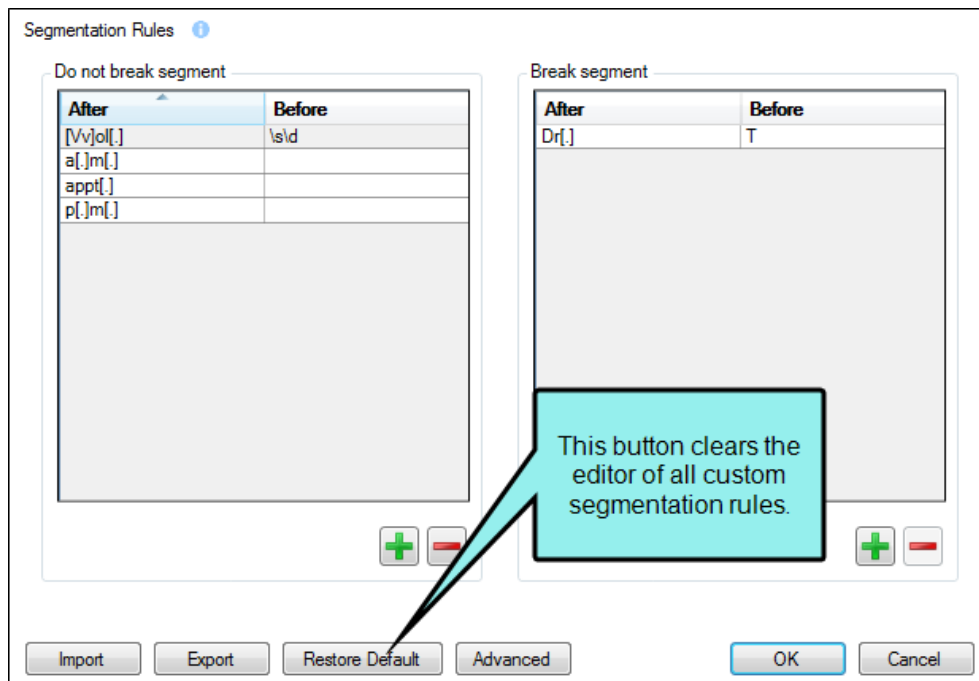 Segmentation Rules
Do not break segment
After Before
[Vv]ol[.] \s\d
a[.]m[.]
appt[.]
p[.]m[.]
Break segment
After Before
Dr[.] T
This button clears the
editor of all custom
segmentation rules.
Import Export Restore Default Advanced OK Cancel